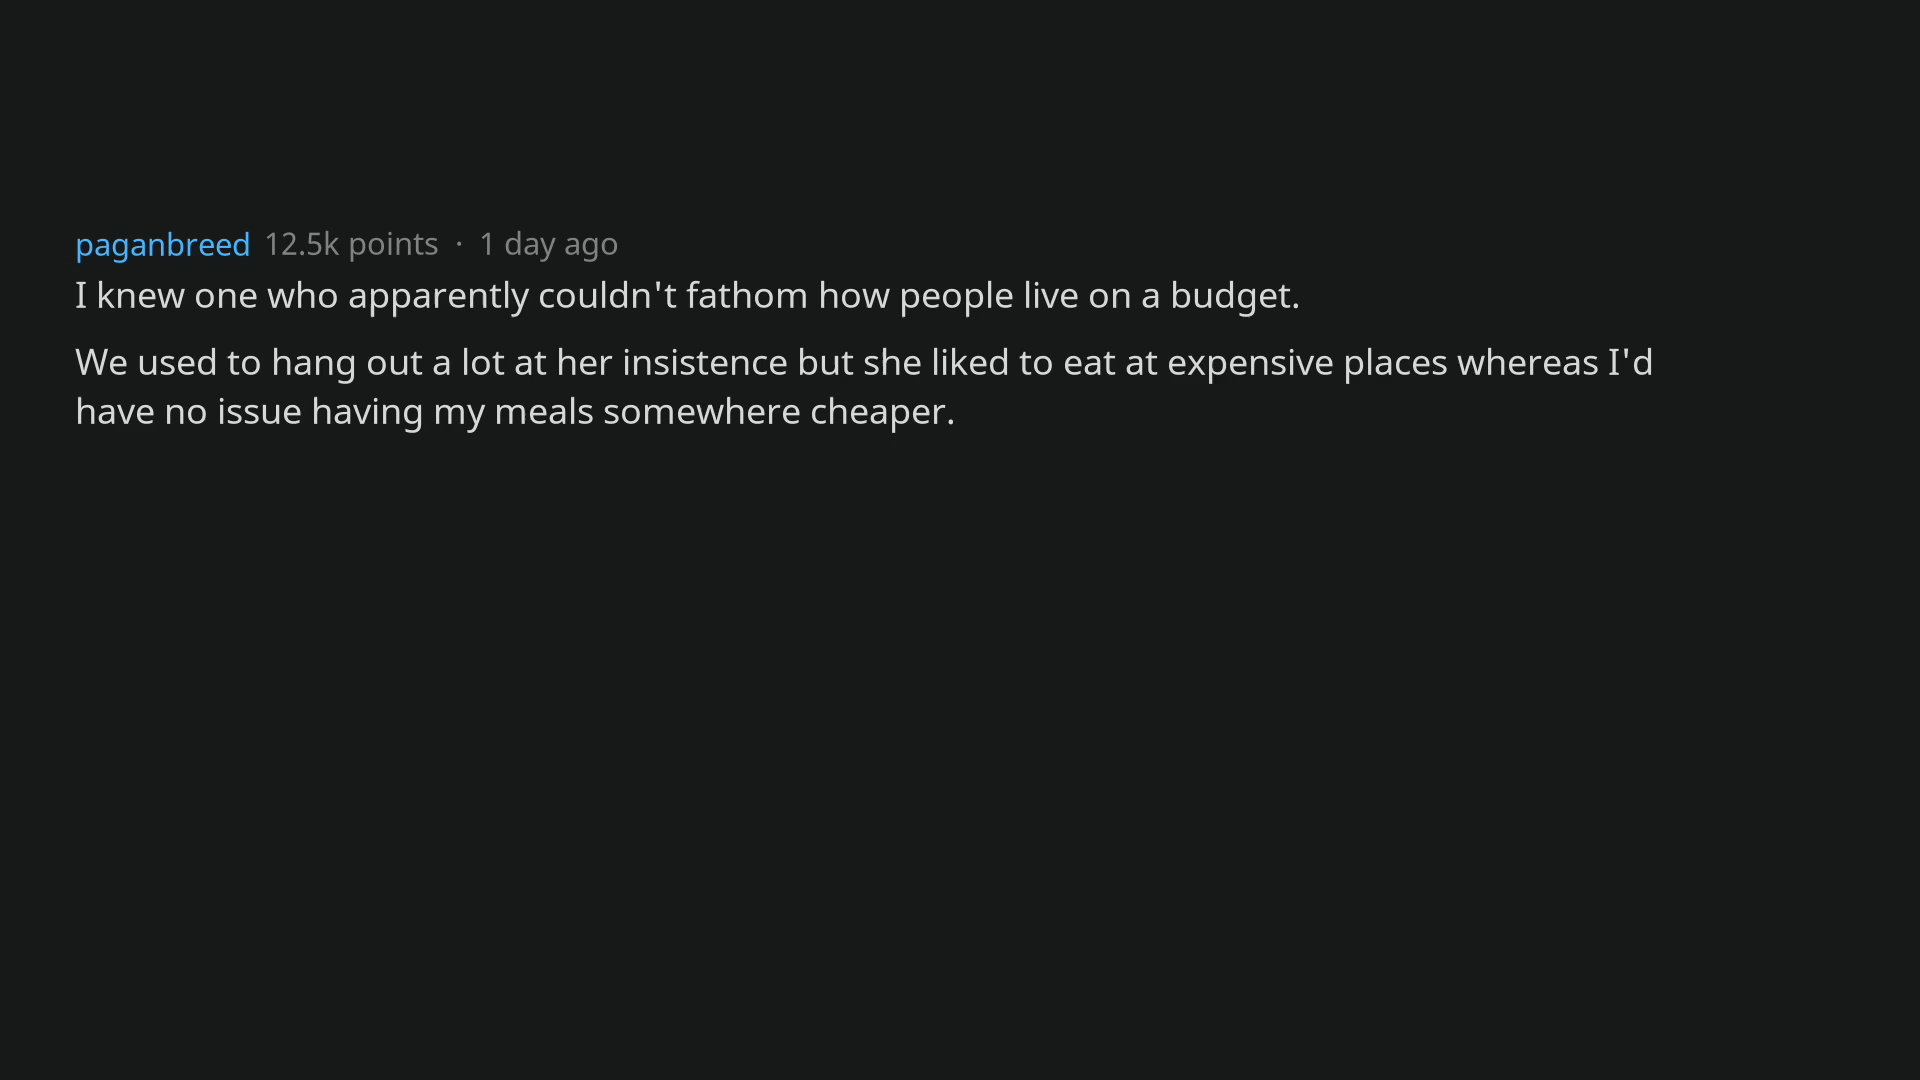 paganbreed 12.5k points · 1 day ago
I knew one who apparently couldn't fathom how people live on a budget.
We used to hang out a lot at her insistence but she liked to eat at expensive places whereas I'd
have no issue having my meals somewhere cheaper.